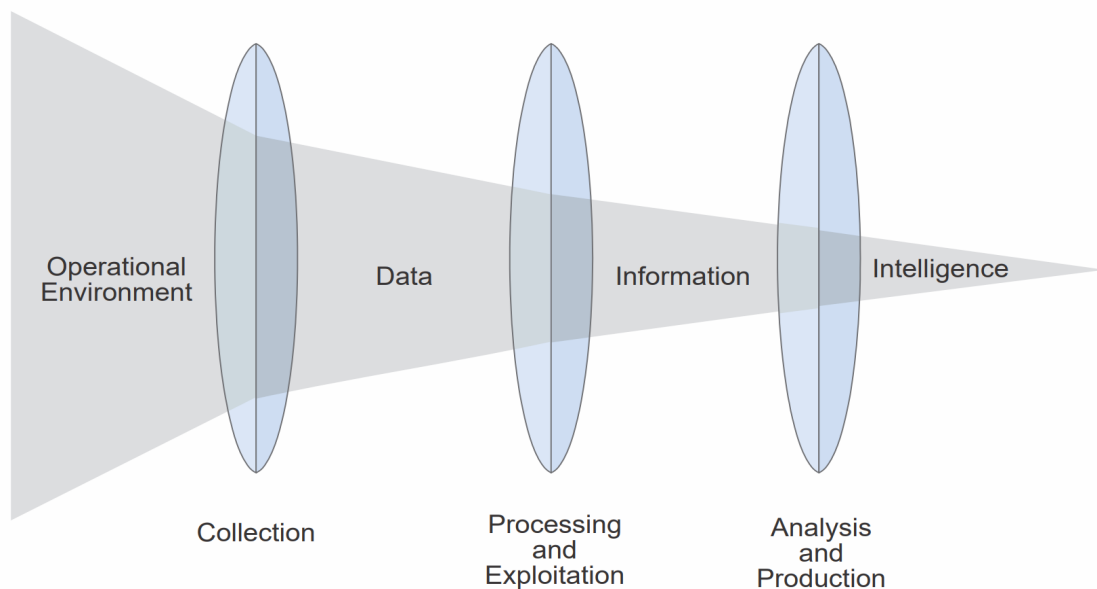 Operational
Environment
Data
Information
Intelligence
Collection
Processing
and
Exploitation
Analysis
and
Production